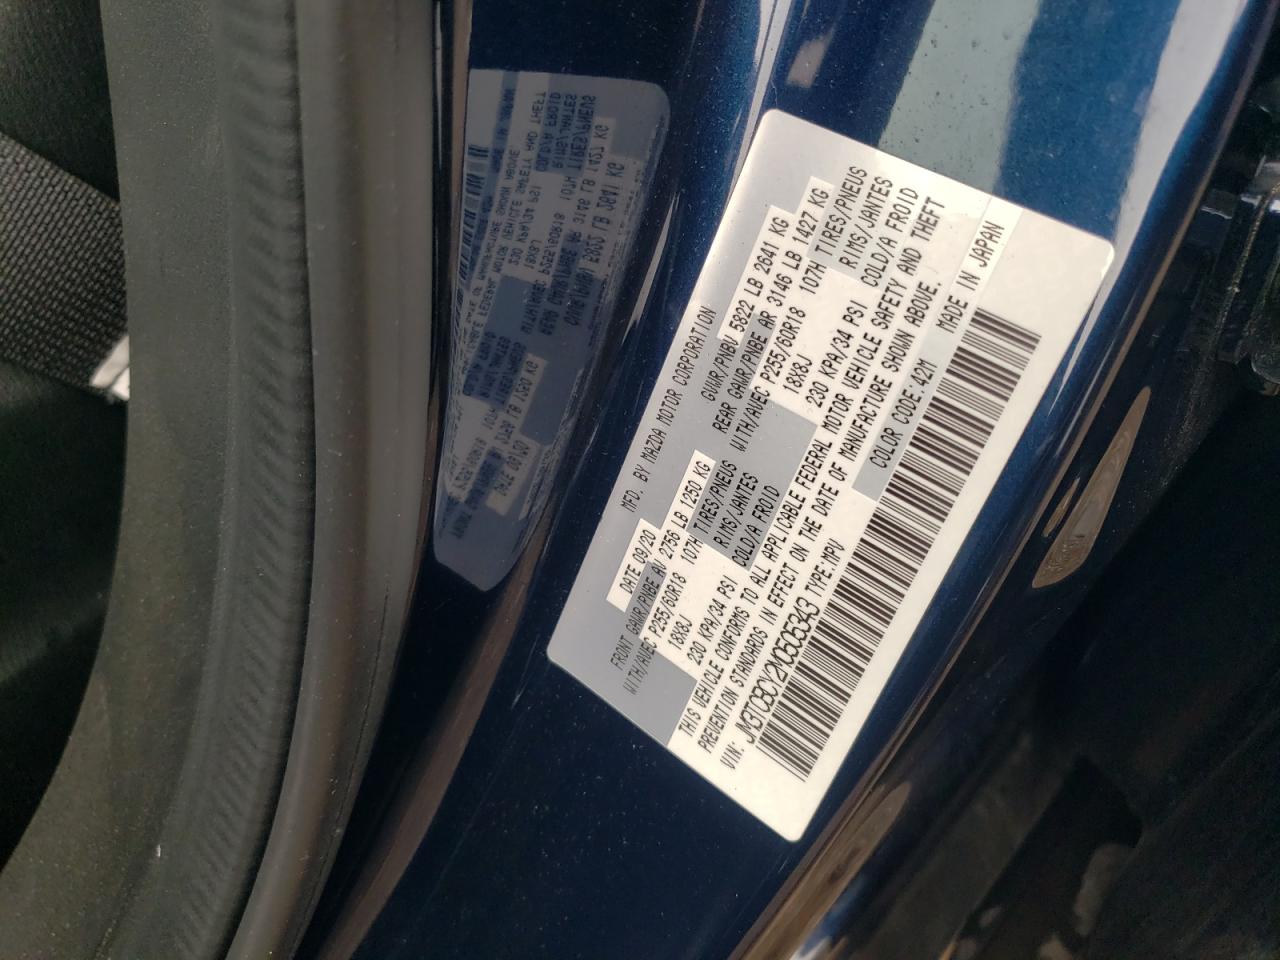 MFD. BY MAZDA MOTOR CORPORATION
DATE 09/20 GVWR/PNBV 5822 LB 2641 KG
FRONT GAWR/PNBE AV 2756 LB 1250 KG REAR GAWR/PNBE AR 3146 LB 1427 KG
WITH/AVEC P255/60R18 107H TIRES/PNEUS WITH/AVEC P255/60R18 107H TIRES/PNEUS
18X8J RIMS/JANTES 18X8J RIMS/JANTES
230 KPA/34 PSI COLD/A FROID 230 KPA/34 PSI COLD/A FROID
THIS VEHICLE CONFORMS TO ALL APPLICABLE FEDERAL MOTOR VEHICLE SAFETY AND THEFT
PREVENTION STANDARDS IN EFFECT ON THE DATE OF MANUFACTURE SHOWN ABOVE.
VIN: JM3TCBCY2M0505343 TYPE:MPV COLOR CODE:42M MADE IN JAPAN